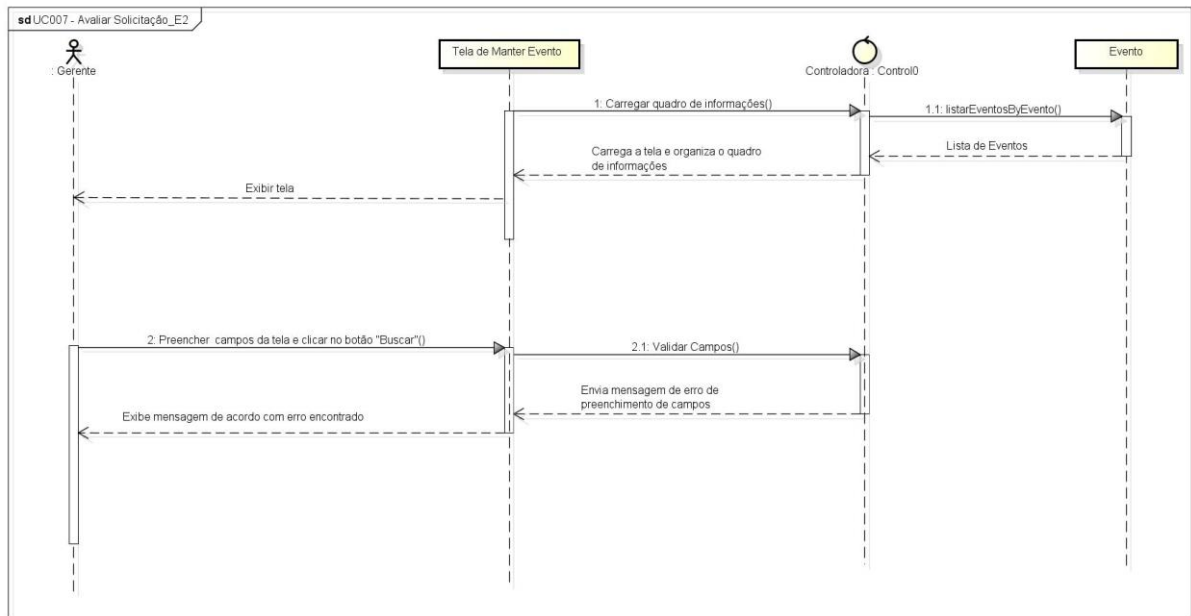 sd UC007 - Avaliar Solicitação_E2
: Gerente
Tela de Manter Evento
Controladora : Control0
Evento
1: Carregar quadro de informações()
1.1: listarEventosByEvento()
Lista de Eventos
Carrega a tela e organiza o quadro
de informações
Exibir tela
2: Preencher campos da tela e clicar no botão "Buscar"()
2.1: Validar Campos()
Envia mensagem de erro de
preenchimento de campos
Exibe mensagem de acordo com erro encontrado